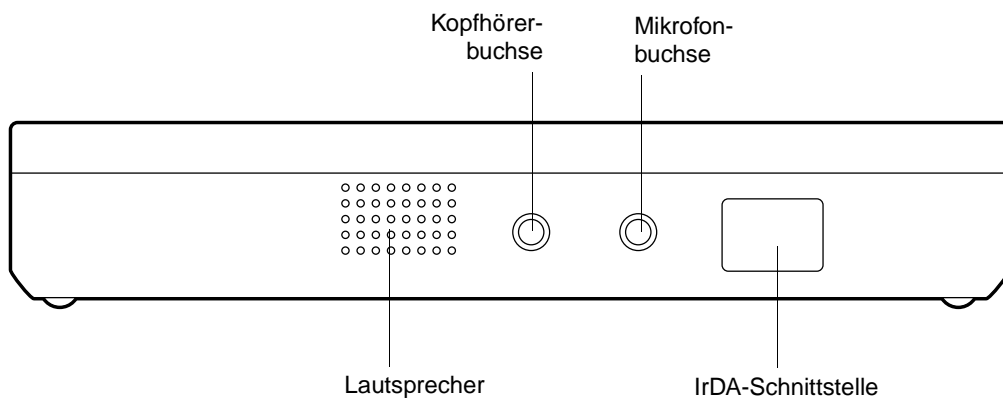 Kopfhörer-
buchse
Mikrofon-
buchse
Lautsprecher
IrDA-Schnittstelle